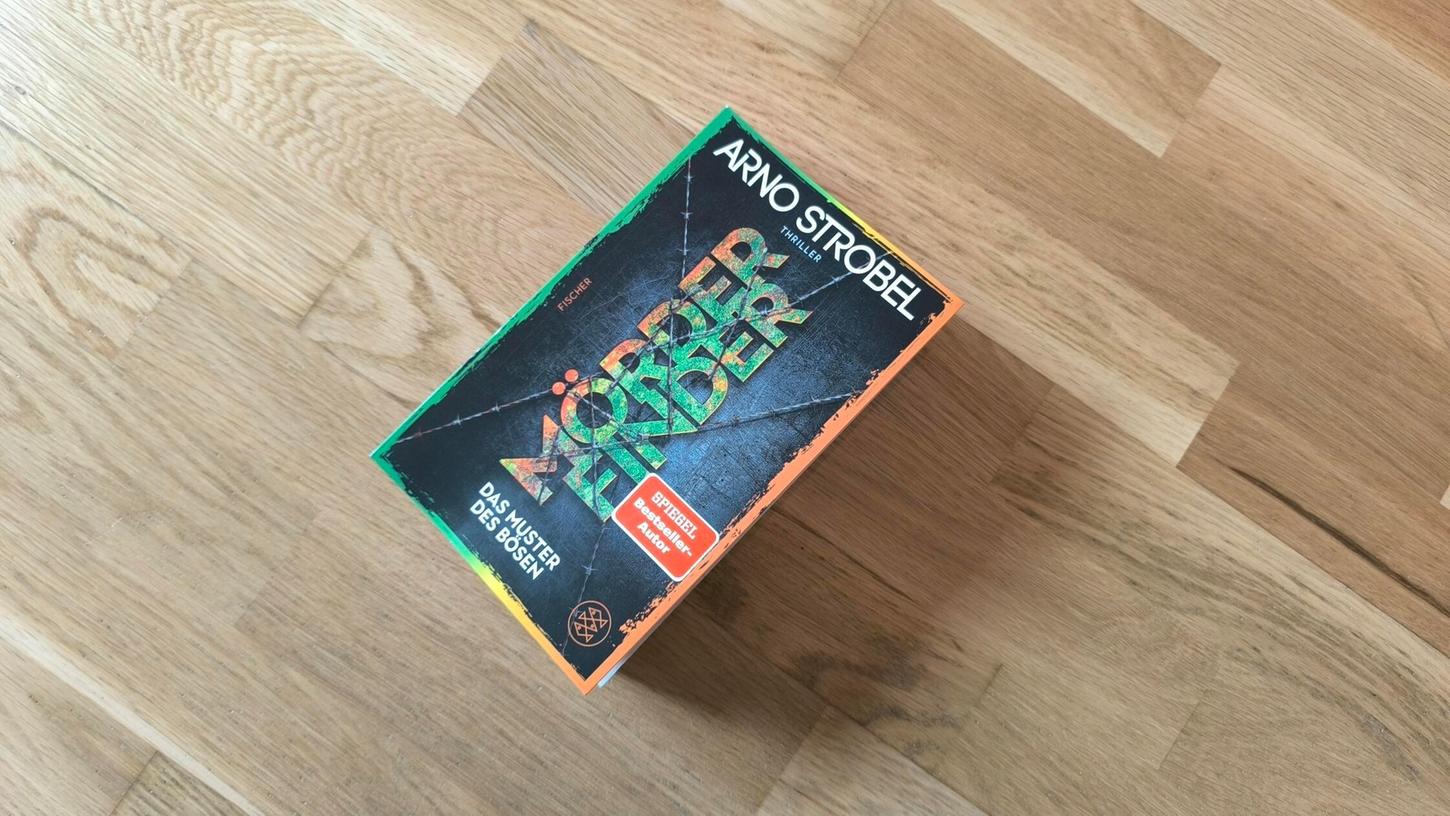 ARNO STROBEL
THRILLER
FISCHER
MÖRDER
FINDER
DAS MUSTER
DES BÖSEN
SPIEGEL
Bestseller-
Autor